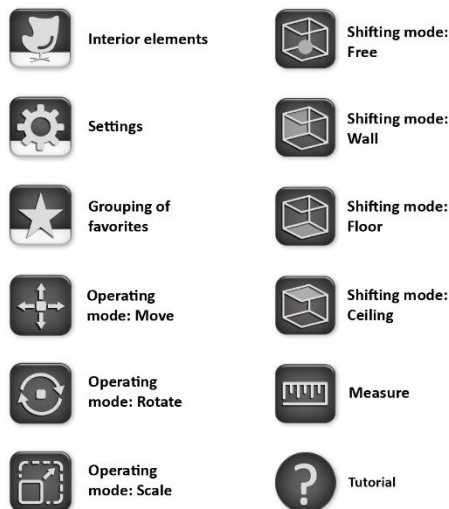 Interior elements
Settings
Grouping of
favorites
Operating
mode: Move
Operating
mode: Rotate
Operating
mode: Scale
Shifting mode:
Free
Shifting mode:
Wall
Shifting mode:
Floor
Shifting mode:
Ceiling
Measure
?
Tutorial